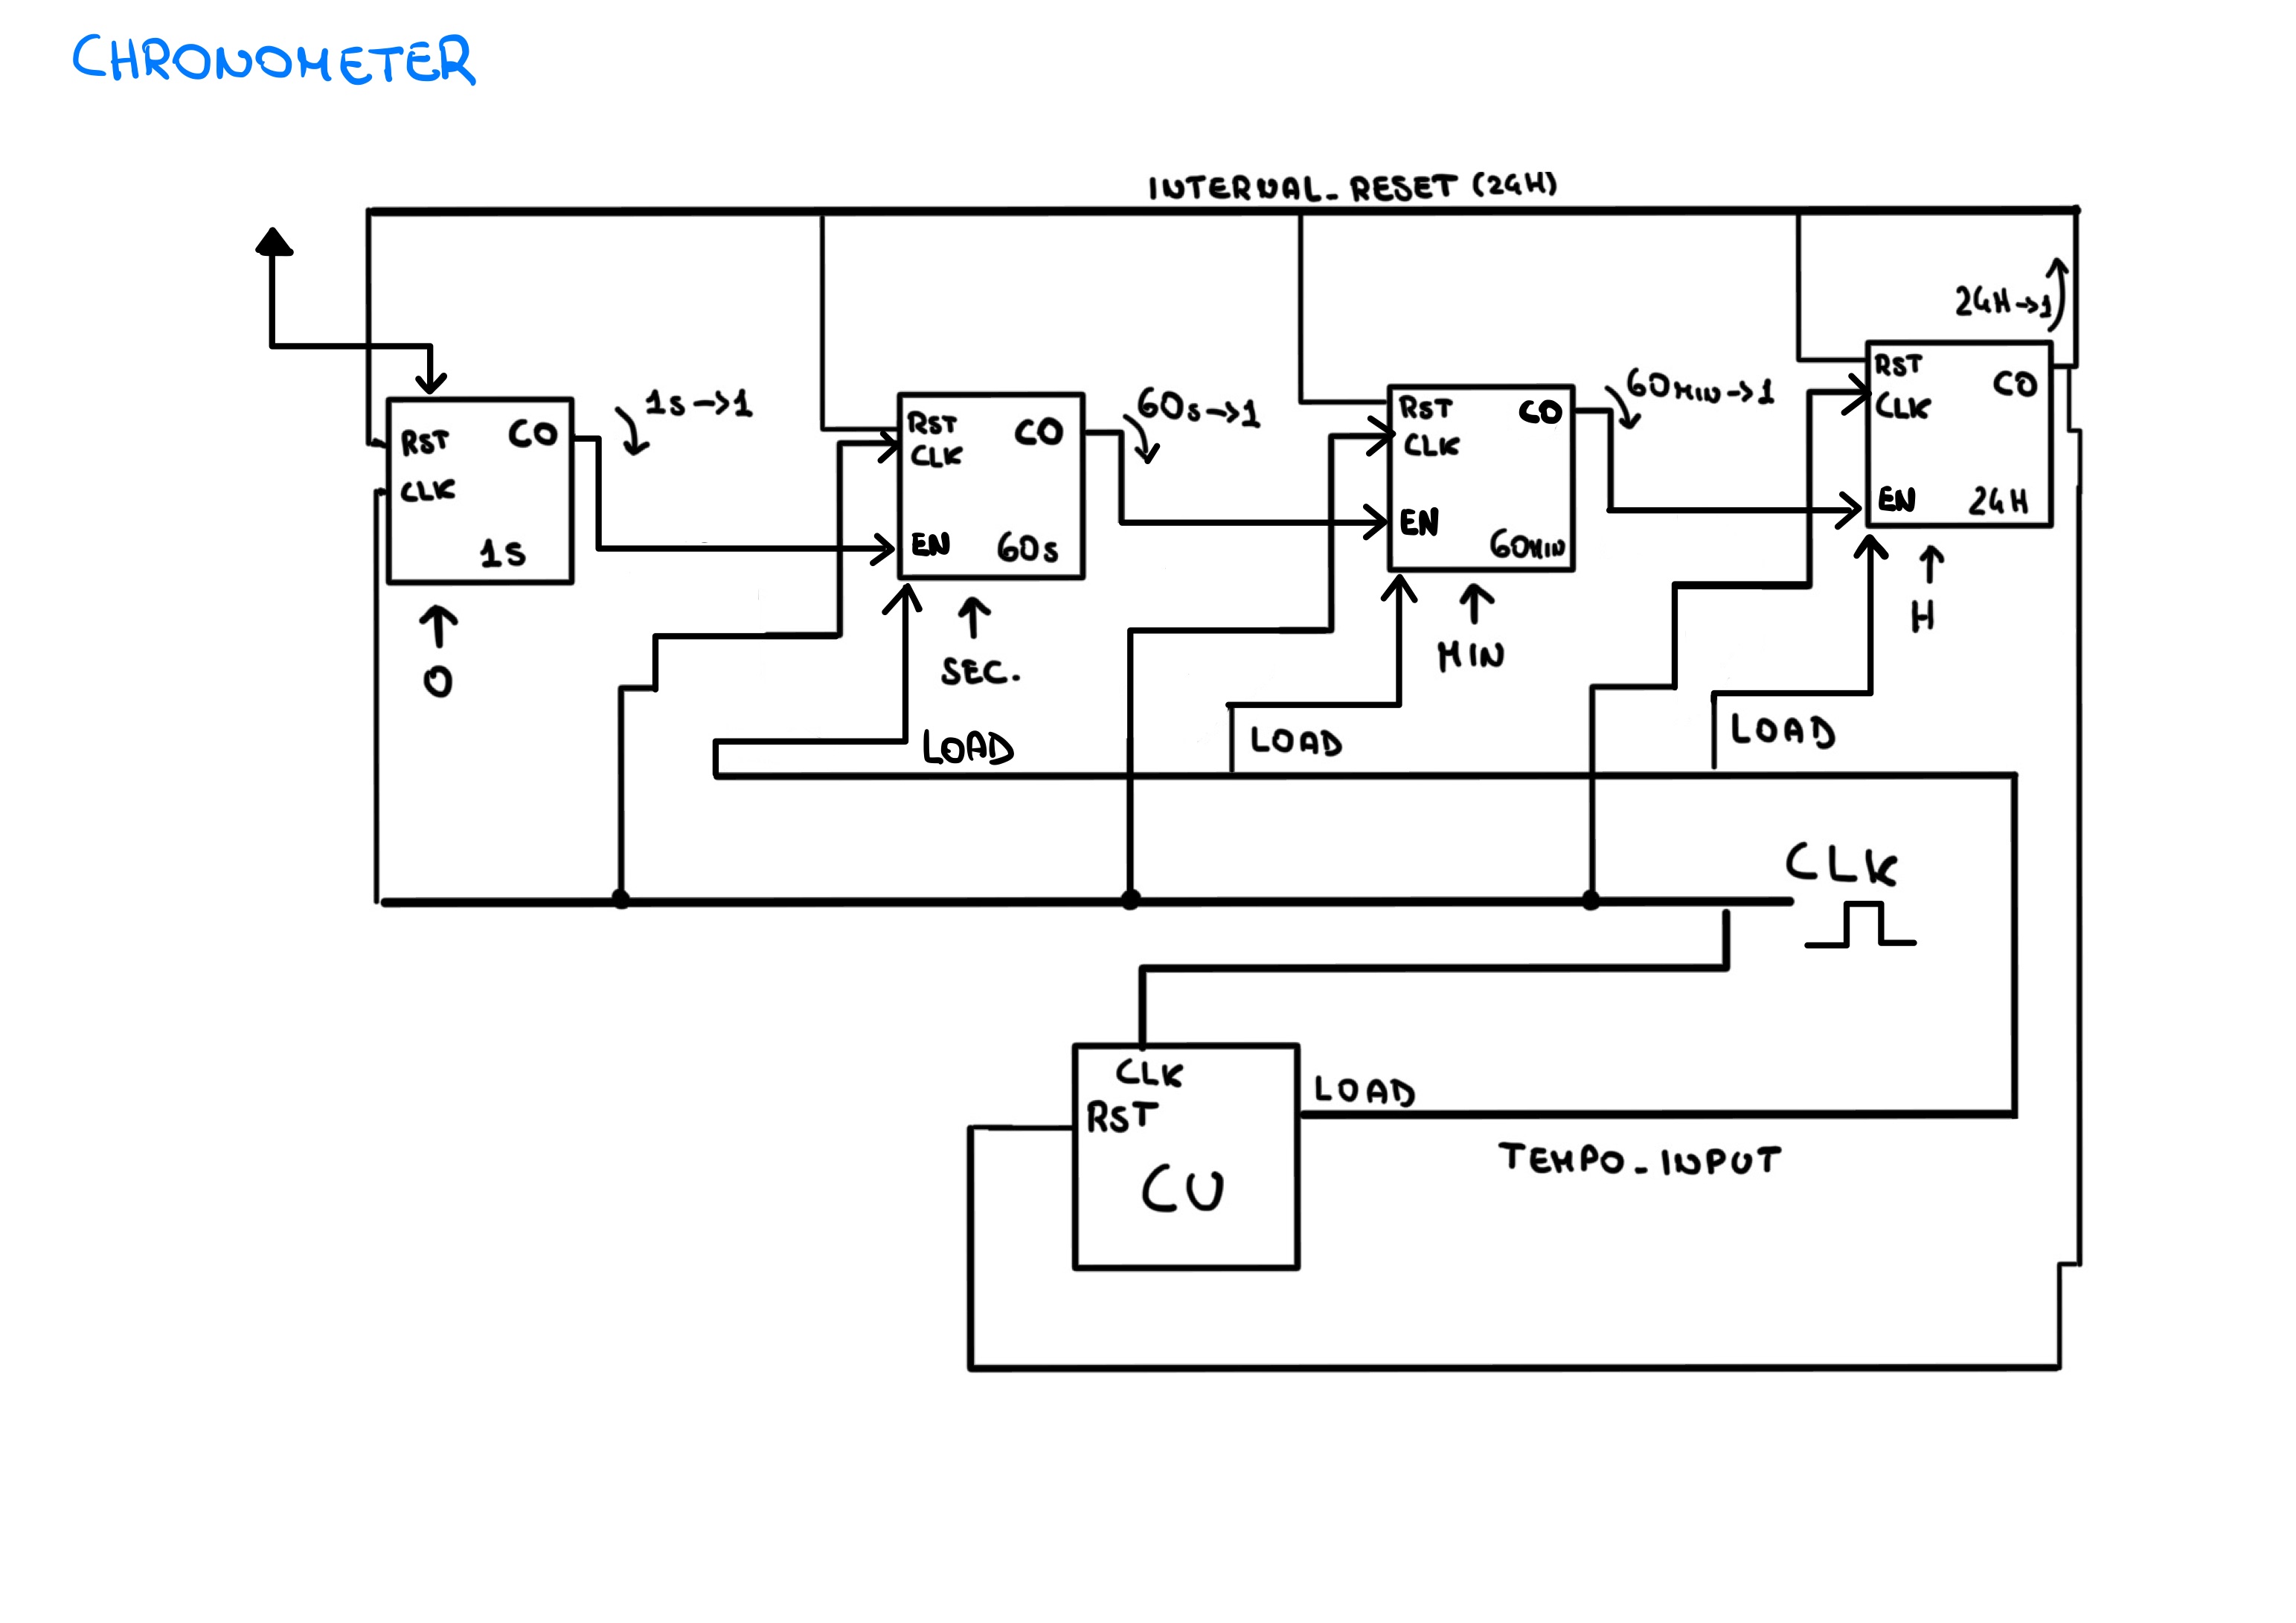 CHRONOMETER
INTERNAL_RESET (24H)
24H→1
1s→1
60s→1
60MIN→1
RST
CO
CLK
1s
RST
CO
CLK
EN
60s
RST
CO
CLK
EN
60MIN
RST
CO
CLK
EN
24H
0
SEC.
MIN
H
LOAD
LOAD
LOAD
CLK
CLK
RST
CU
LOAD
TEMPO_INPUT